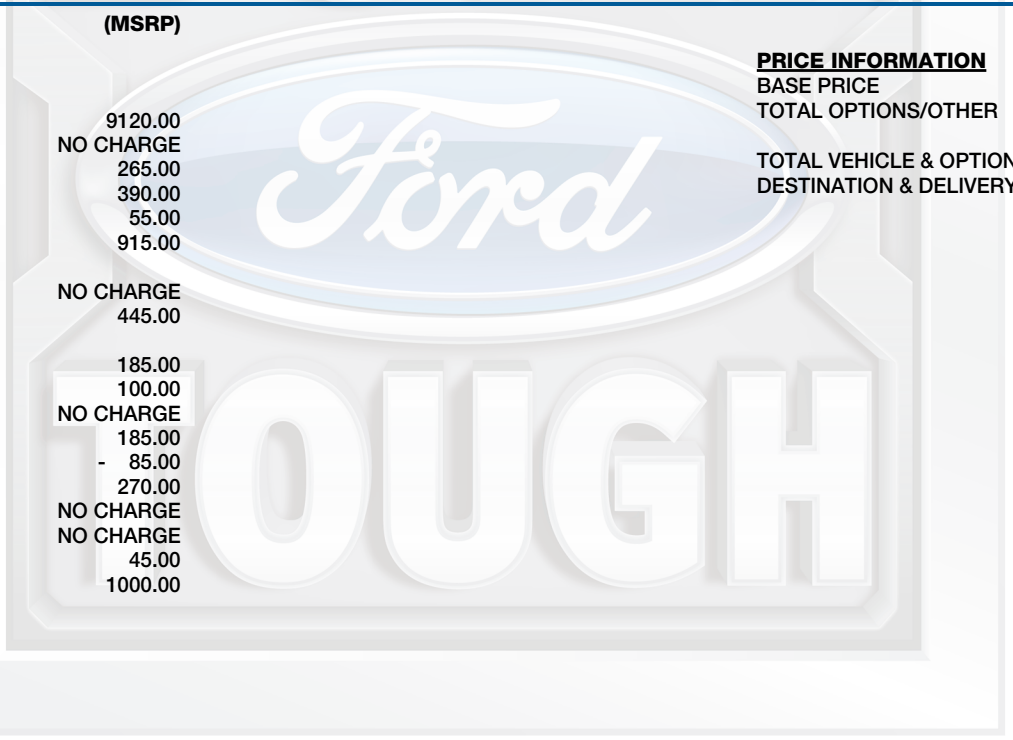 (MSRP)
9120.00
NO CHARGE
265.00
390.00
55.00
915.00
NO CHARGE
445.00
185.00
100.00
NO CHARGE
185.00
- 85.00
270.00
NO CHARGE
NO CHARGE
45.00
1000.00
PRICE INFORMATION
BASE PRICE
TOTAL OPTIONS/OTHER
TOTAL VEHICLE & OPTION
DESTINATION & DELIVERY
Ford
TOUGH